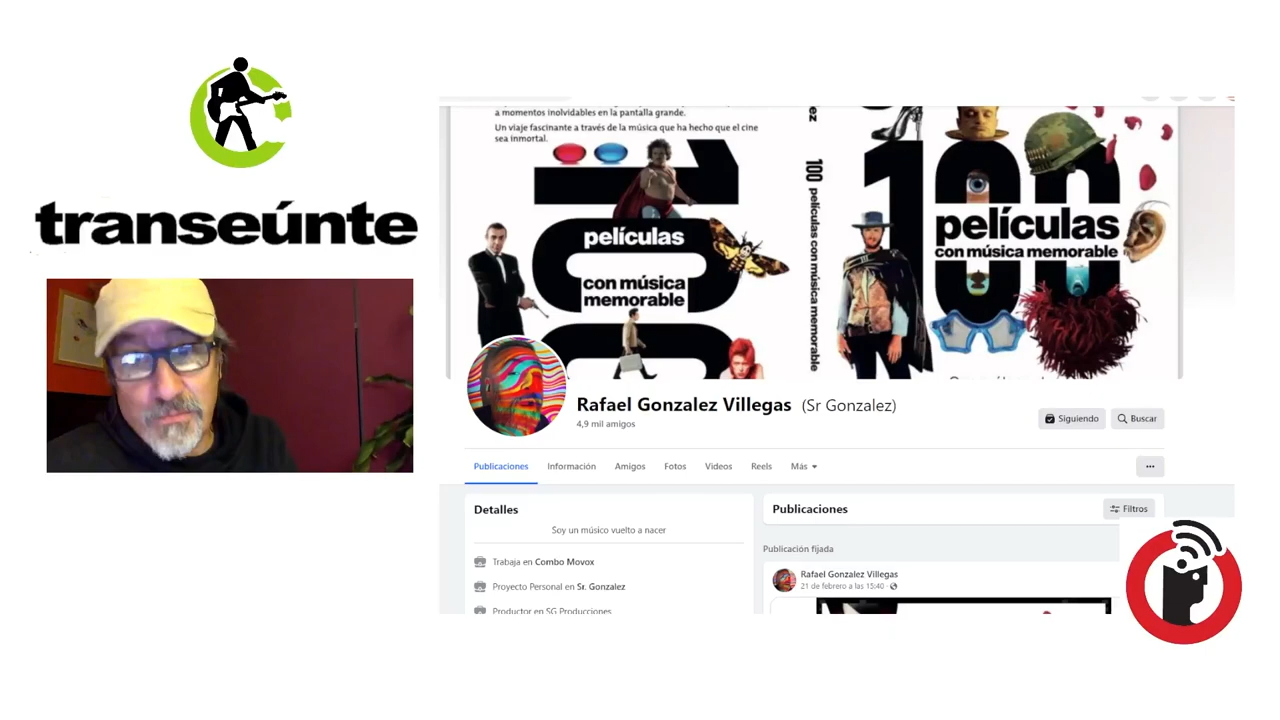 transeúnte
a momentos inolvidables en la pantalla grande.
Un viaje fascinante a través de la música que ha hecho que el cine
sea inmortal.
películas
con música
memorable
100 películas con música memorable
100
películas
con música memorable
Rafael Gonzalez Villegas (Sr Gonzalez)
4,9 mil amigos
Siguiendo
Buscar
Publicaciones
Información
Amigos
Fotos
Videos
Reels
Más
Detalles
Soy un músico vuelto a nacer
Trabaja en Combo Movox
Proyecto Personal en Sr. Gonzalez
Productor en SG Producciones
Publicaciones
Filtros
Publicación fijada
Rafael Gonzalez Villegas
21 de febrero a las 15:40